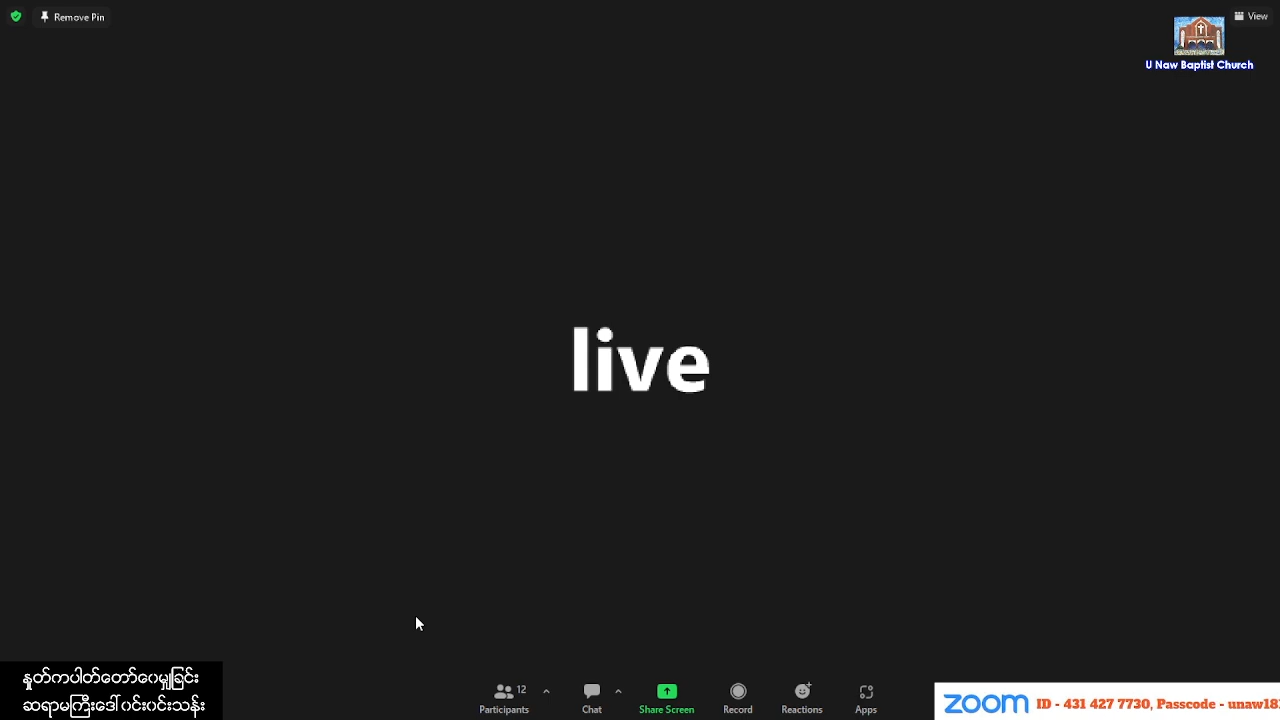 Remove Pin
View
U Naw Baptist Church
live
နှုတ်ကပါတ်တော်ဝေမျှခြင်း
ဆရာမကြီးဒေါ်ဝင်းဝင်းသန်း
12
Participants
Chat
Share Screen
Record
Reactions
Apps
zoom ID - 431 427 7730, Passcode - unaw18